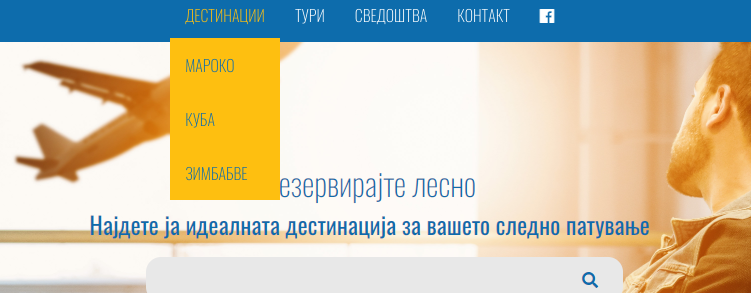 ДЕСТИНАЦИИ ТУРИ СВЕДОШТВА КОНТАКТ
МАРОКО
КУБА
ЗИМБАБВЕ
езервирајте лесно
Најдете ја идеалната дестинација за вашето следно патување